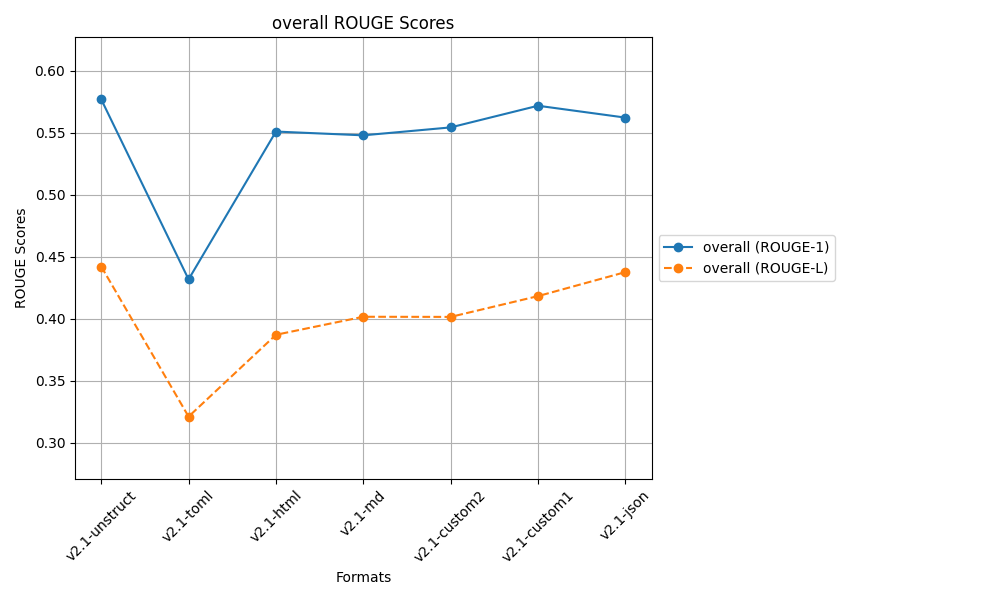 overall ROUGE Scores
ROUGE Scores
0.60
0.55
0.50
0.45
0.40
0.35
0.30
v2.1-unstruct
v2.1-toml
v2.1-html
v2.1-md
v2.1-custom2
v2.1-custom1
v2.1-json
Formats
overall (ROUGE-1)
overall (ROUGE-L)